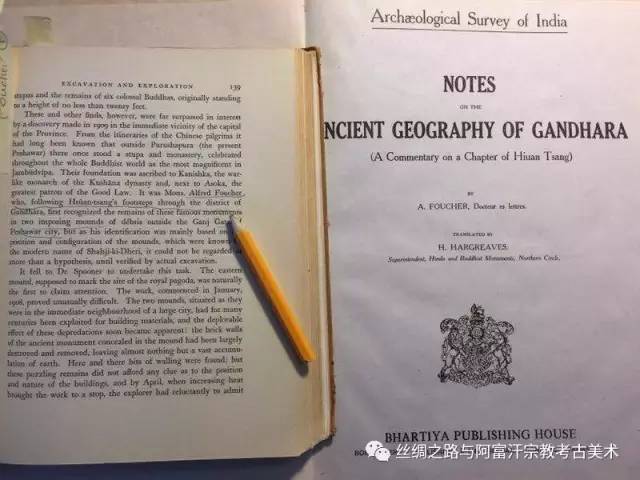 EXCAVATION AND EXPLORATION 139
stupas and the remains of six colossal Buddhas, originally standing
to a height of no less than twenty feet.
These and other finds, however, were far surpassed in interest
by a discovery made in 1909 in the immediate vicinity of the capital
of the Province. From the itineraries of the Chinese pilgrims it
had long been known that outside Purushapura (the present
Peshawar) there once stood a stupa and monastery, celebrated
throughout the whole Buddhist world as the most magnificent in
Jambūdvīpa. Their foundation was ascribed to Kanishka, the war-
like monarch of the Kushāna dynasty and, next to Asoka, the
greatest patron of the Good Law. It was Mons. Alfred Foucher,
who, following Hsüan-tsang's footsteps through the district of
Gandhāra, first recognized the remains of these famous monuments
in two imposing mounds of débris outside the Ganj Gate of
Peshawar city, but as his identification was mainly based on
position and configuration of the mounds, which were known
the modern name of Shahji-ki-Dheri, it could not be regarded
more than a hypothesis, until verified by actual excavation.
It fell to Dr Spooner to undertake this task. The eastern
mound, supposed to mark the site of the royal pagoda, was naturally
the first to claim attention. The work, commenced in January,
1908, proved unusually difficult. The two mounds, situated as they
were in the immediate neighbourhood of a large city, had for many
centuries been exploited for building materials, and the deplorable
effect of these depredations soon became apparent: the brick walls
of the ancient monument concealed in the mound had been largely
destroyed and removed, leaving almost nothing but a vast accumu-
lation of earth. Here and there bits of walling were found; but
these puzzling remains did not afford any clue as to the position
and nature of the buildings, and by April, when increasing heat
brought the work to a stop, the explorer had reluctantly to admit
Archæological Survey of India
NOTES
ON THE
NCIENT GEOGRAPHY OF GANDHARA
(A Commentary on a Chapter of Hiuan Tsang)
BY
A. FOUCHER, Docteur es lettres.
TRANSLATED BY
H. HARGREAVES,
Superintendent, Hindu and Buddhist Monuments, Northern Circle.
BHARTIYA PUBLISHING HOUSE
丝绸之路与阿富汗宗教考古美术